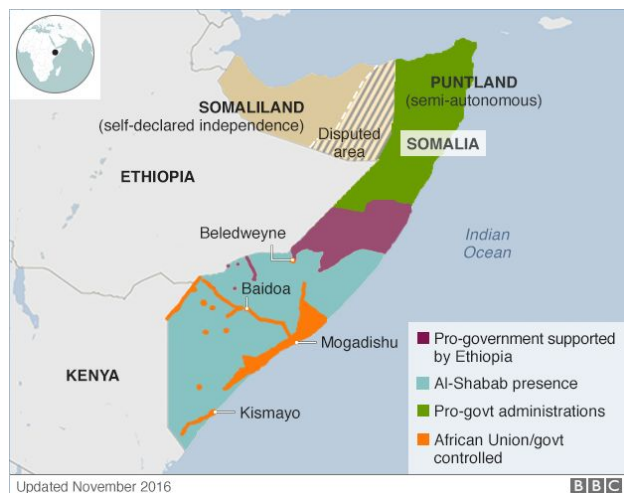 SOMALILAND
(self-declared independence)
Disputed
area
PUNTLAND
(semi-autonomous)
SOMALIA
ETHIOPIA
Beledweyne
Indian
Ocean
Baidoa
Mogadishu
KENYA
Kismayo
Pro-government supported
by Ethiopia
Al-Shabab presence
Pro-govt administrations
African Union/govt
controlled
Updated November 2016
BBC